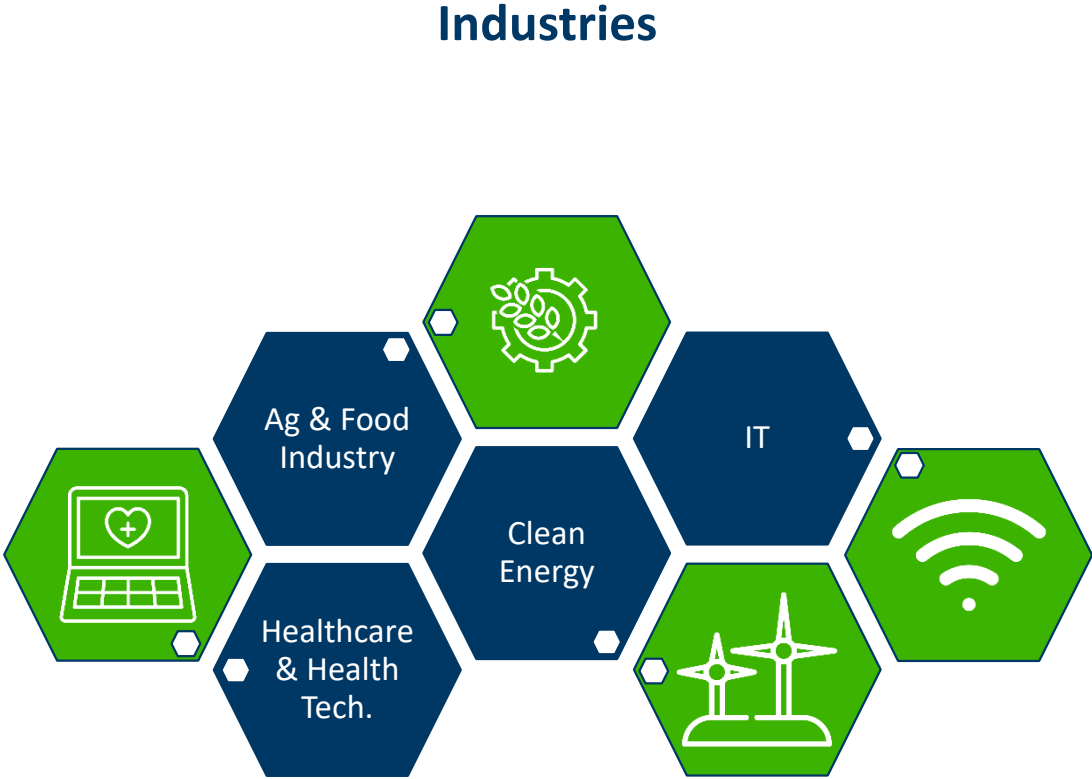 Industries
Ag & Food
Industry
IT
Clean
Energy
Healthcare
& Health
Tech.